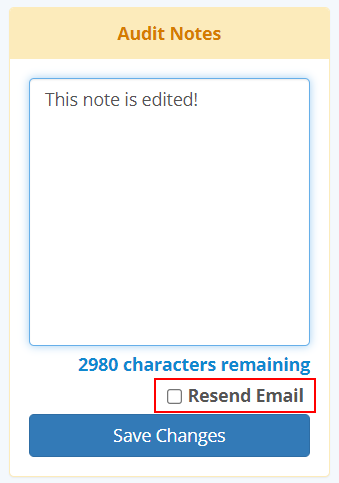 Audit Notes
This note is edited!
2980 characters remaining
Resend Email
Save Changes